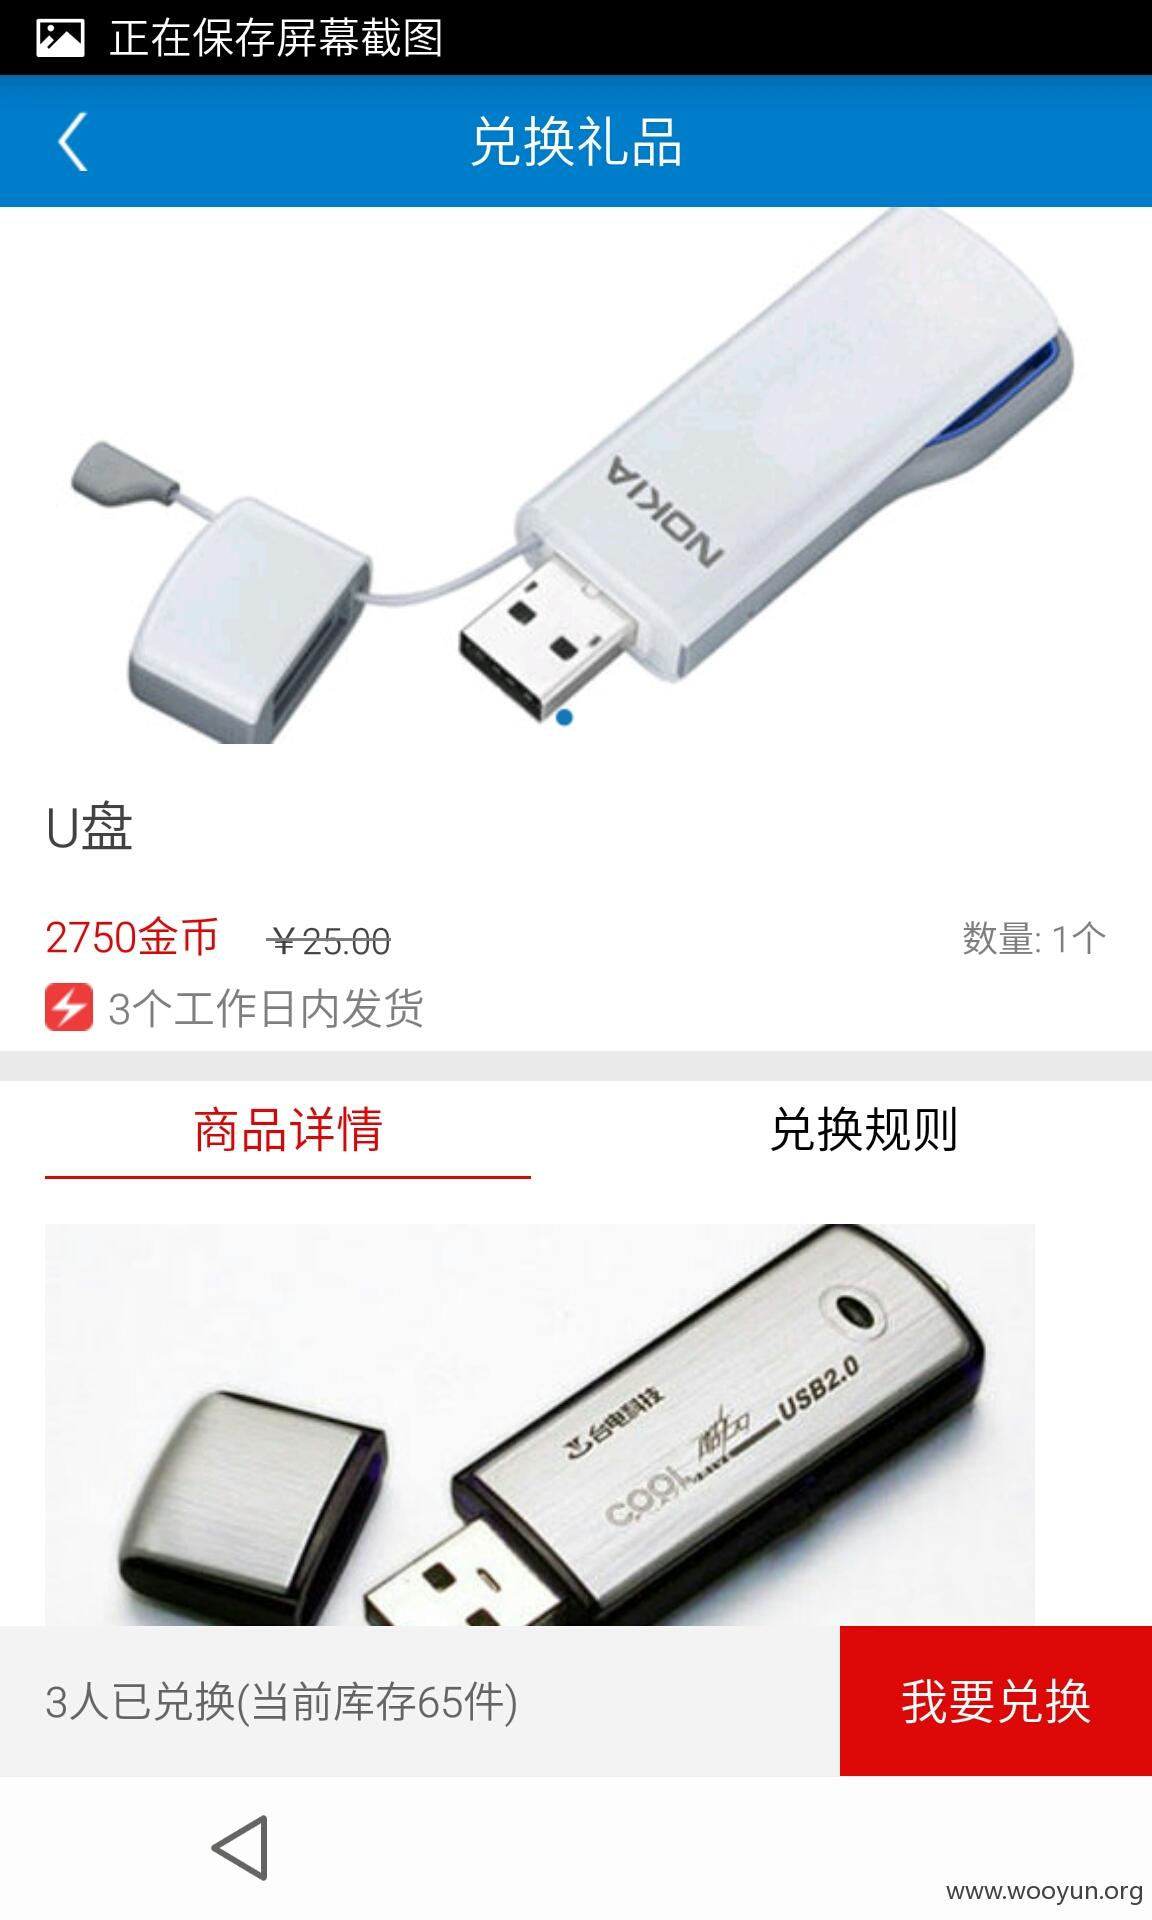 正在保存屏幕截图
兑换礼品
NOKIA
U盘
2750金币 ￥25.00 数量: 1个
3个工作日内发货
商品详情 兑换规则
台电科技
酷闪 USB2.0
COOL
3人已兑换(当前库存65件) 我要兑换
www.wooyun.org